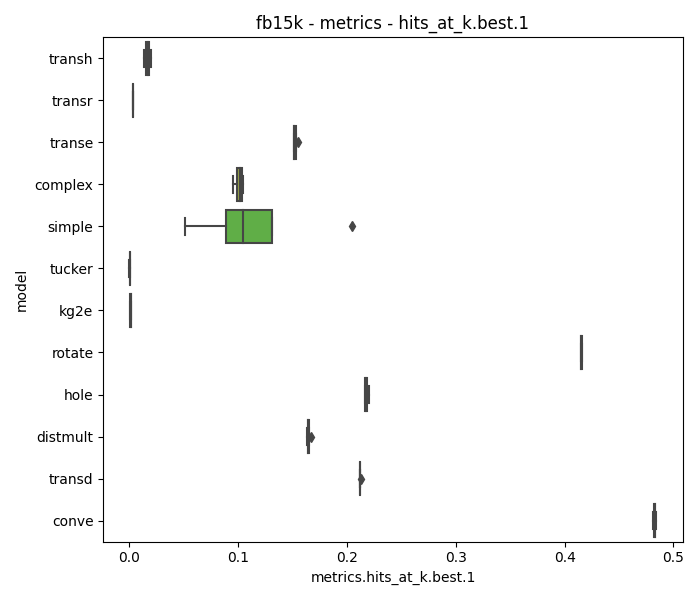 fb15k - metrics - hits_at_k.best.1
transh
transr
transe
complex
simple
tucker
kg2e
rotate
hole
distmult
transd
conve
model
0.0 0.1 0.2 0.3 0.4 0.5
metrics.hits_at_k.best.1